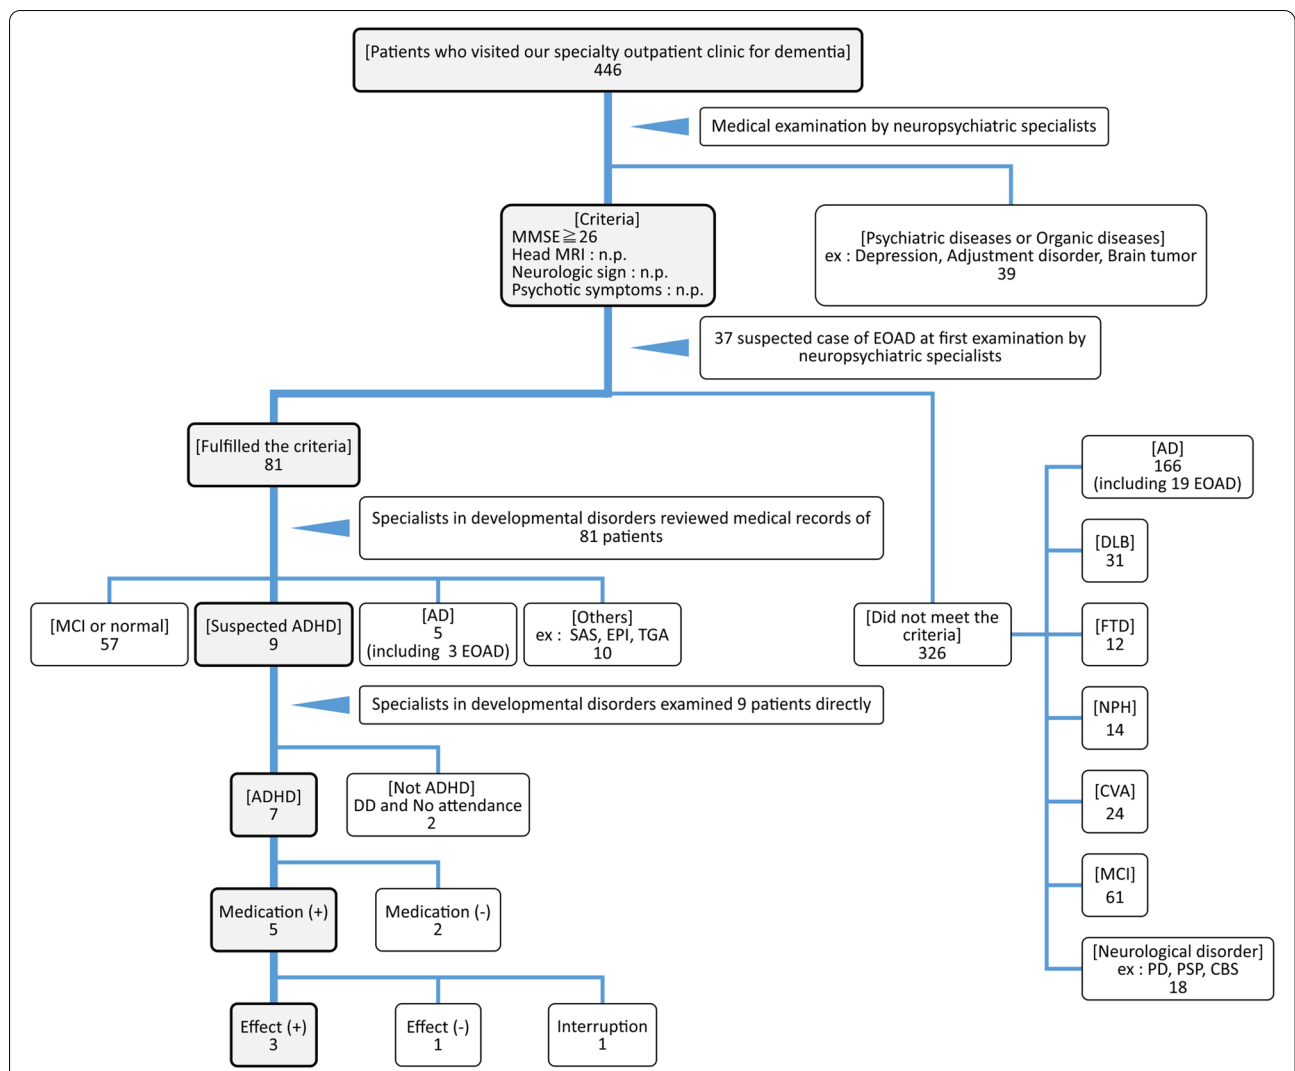 [Patients who visited our specialty outpatient clinic for dementia]
446
Medical examination by neuropsychiatric specialists
[Criteria]
MMSE≧26
Head MRI : n.p.
Neurologic sign : n.p.
Psychotic symptoms : n.p.
[Psychiatric diseases or Organic diseases]
ex : Depression, Adjustment disorder, Brain tumor
39
37 suspected case of EOAD at first examination by
neuropsychiatric specialists
[Fulfilled the criteria]
81
Specialists in developmental disorders reviewed medical records of
81 patients
[MCI or normal]
57
[Suspected ADHD]
9
[AD]
5
(including 3 EOAD)
[Others]
ex : SAS, EPI, TGA
10
[Did not meet the
criteria]
326
[AD]
166
(including 19 EOAD)
[DLB]
31
[FTD]
12
[NPH]
14
[CVA]
24
[MCI]
61
[Neurological disorder]
ex : PD, PSP, CBS
18
Specialists in developmental disorders examined 9 patients directly
[ADHD]
7
[Not ADHD]
DD and No attendance
2
Medication (+)
5
Medication (-)
2
Effect (+)
3
Effect (-)
1
Interruption
1